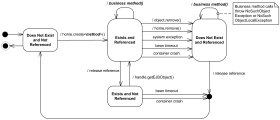 / business method()
/ business method()
Business method calls
throw NoSuchObject
Exception or NoSuch
ObjectLocalException
/ object.remove()
/ home.remove()
Does Not Exist
and Not
Referenced
/ home.create<method>()
Exists and
Referenced
system exception
Does Not Exist
and
Referenced
bean timeout
container crash
/ release reference
/ handle.getEJBObject()
/ release reference
Exists and Not
Referenced
bean timeout
container crash